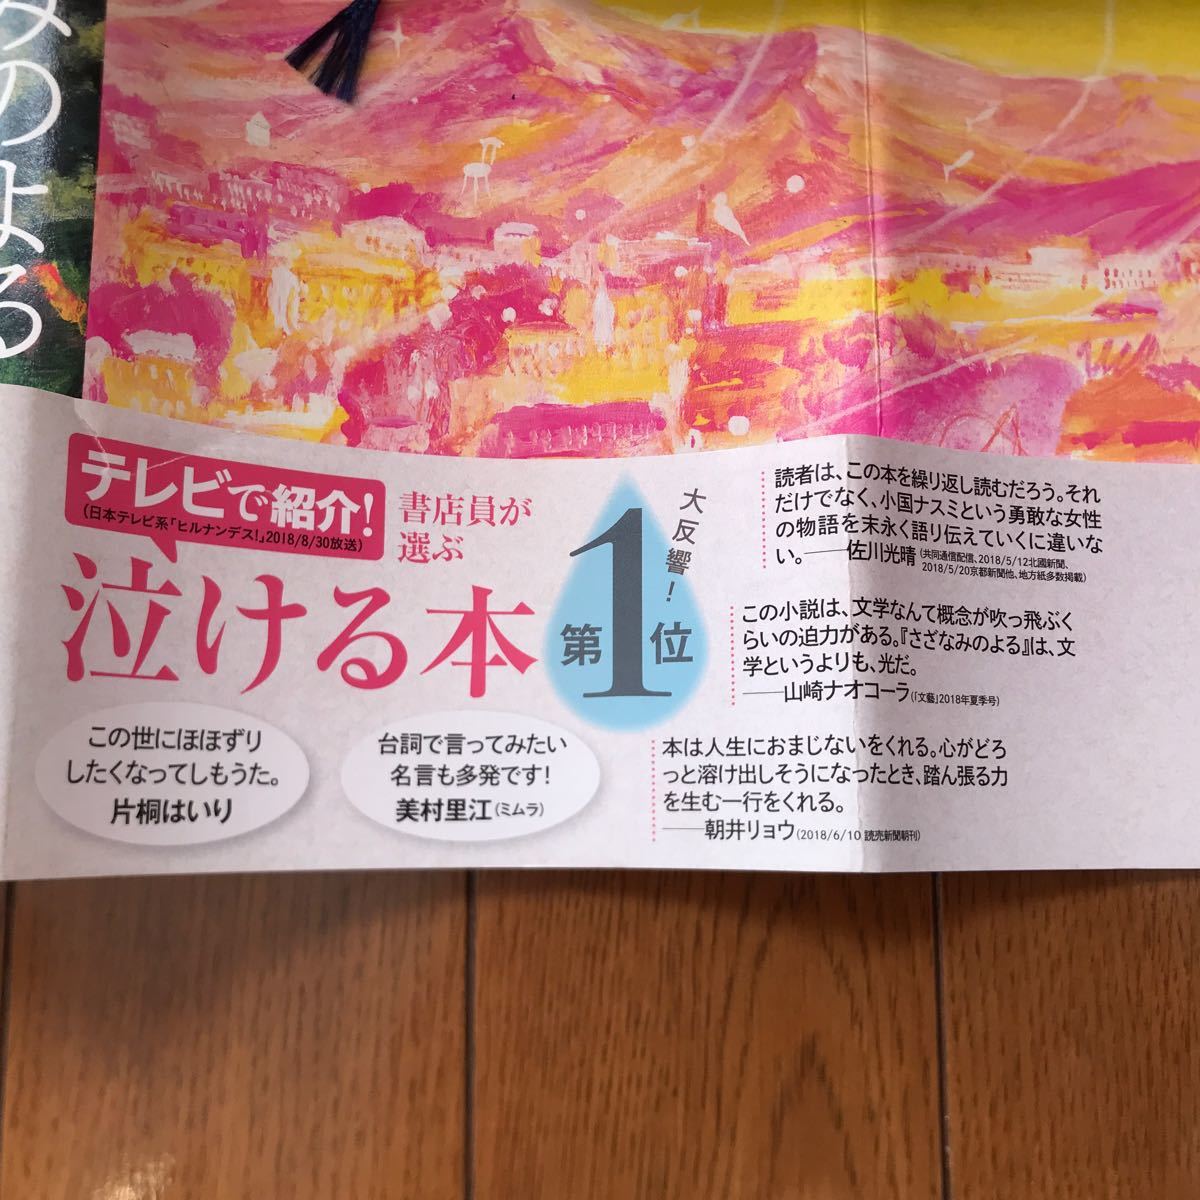 みのよる
テレビで紹介!
(日本テレビ系「ヒルナンデス!」2018/8/30放送)
書店員が
選ぶ
泣ける本
第1位
大反響!
この世にほほずり
したくなってしもうた。
片桐はいり
台詞で言ってみたい
名言も多発です!
美村里江(ミムラ)
読者は、この本を繰り返し読むだろう。それ
だけでなく、小国ナスミという勇敢な女性
の物語を末永く語り伝えていくに違いな
い。――佐川光晴(共同通信配信、2018/5/12北國新聞、
2018/5/20京都新聞他、地方紙多数掲載)
この小説は、文学なんて概念が吹っ飛ぶく
らいの迫力がある。『さざなみのよる』は、文
学というよりも、光だ。
――山崎ナオコーラ(「文藝」2018年夏季号)
本は人生におまじないをくれる。心がどろ
っと溶け出しそうになったとき、踏ん張る力
を生む一行をくれる。
――朝井リョウ(2018/6/10 読売新聞朝刊)